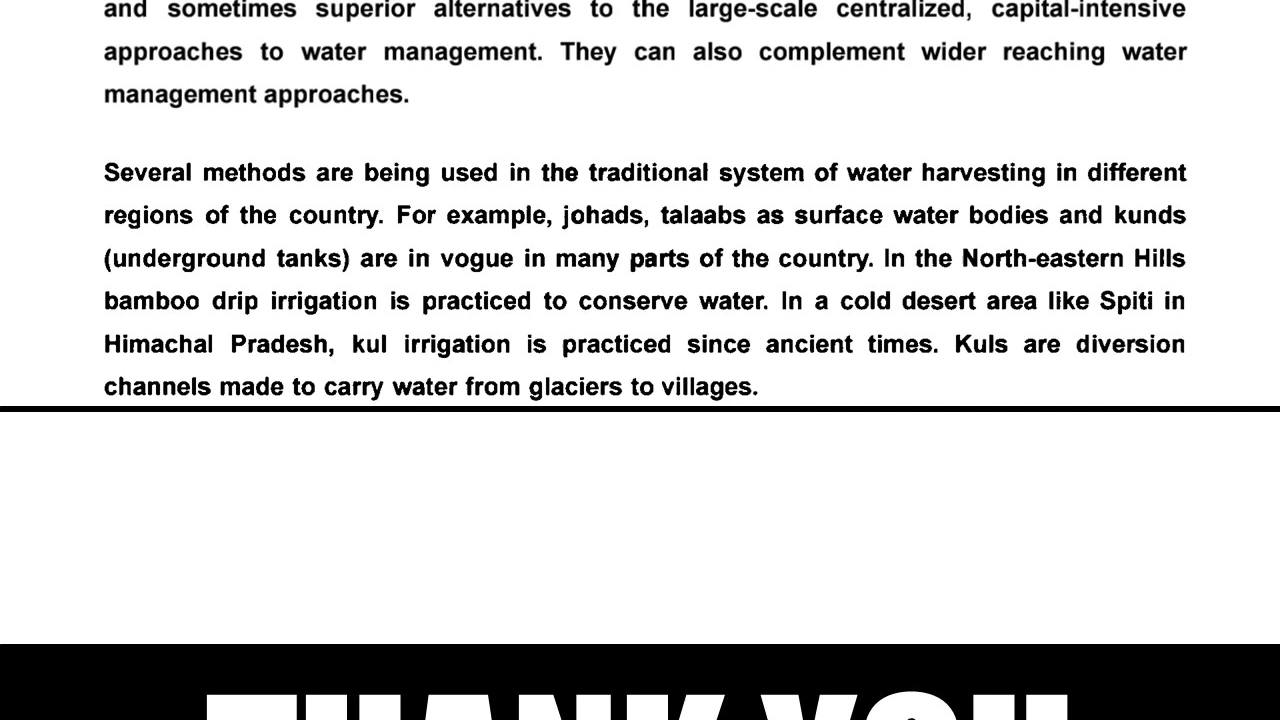 and sometimes superior alternatives to the large-scale centralized, capital-intensive
approaches to water management. They can also complement wider reaching water
management approaches.
Several methods are being used in the traditional system of water harvesting in different
regions of the country. For example, johads, talaabs as surface water bodies and kunds
(underground tanks) are in vogue in many parts of the country. In the North-eastern Hills
bamboo drip irrigation is practiced to conserve water. In a cold desert area like Spiti in
Himachal Pradesh, kul irrigation is practiced since ancient times. Kuls are diversion
channels made to carry water from glaciers to villages.
THANK YOU